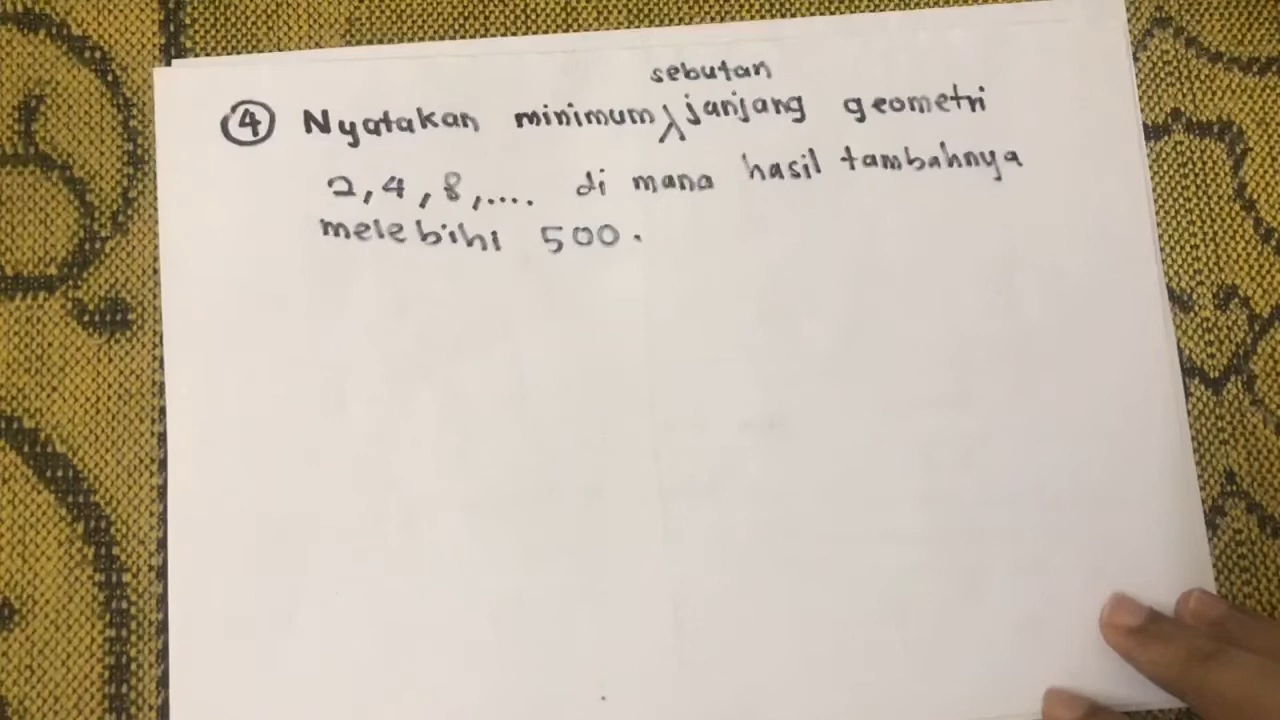 ④ Nyatakan minimum sebutan janjang geometri
2, 4, 8, .... di mana hasil tambahnya
melebihi 500.